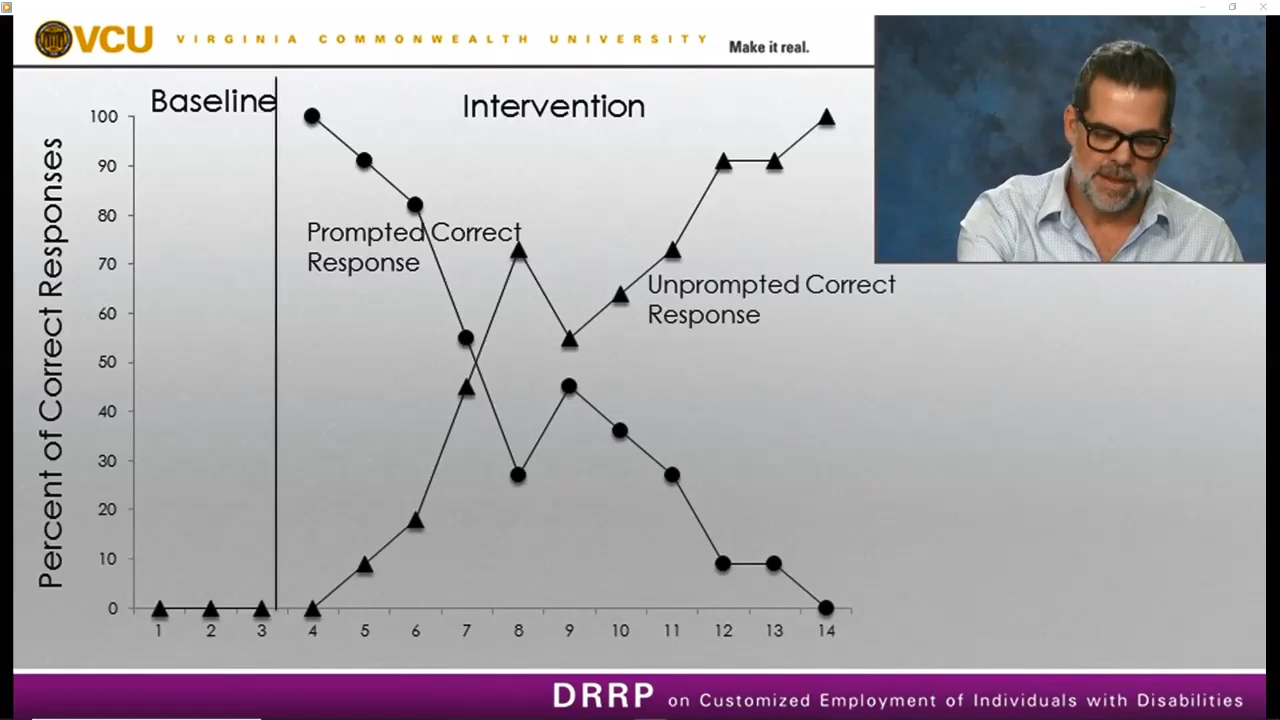 VCU VIRGINIA COMMONWEALTH UNIVERSITY Make it real.
Baseline
Intervention
Percent of Correct Responses
100
90
80
70
60
50
40
30
20
10
0
Prompted Correct
Response
Unprompted Correct
Response
1 2 3 4 5 6 7 8 9 10 11 12 13 14
DRRP on Customized Employment of Individuals with Disabilities